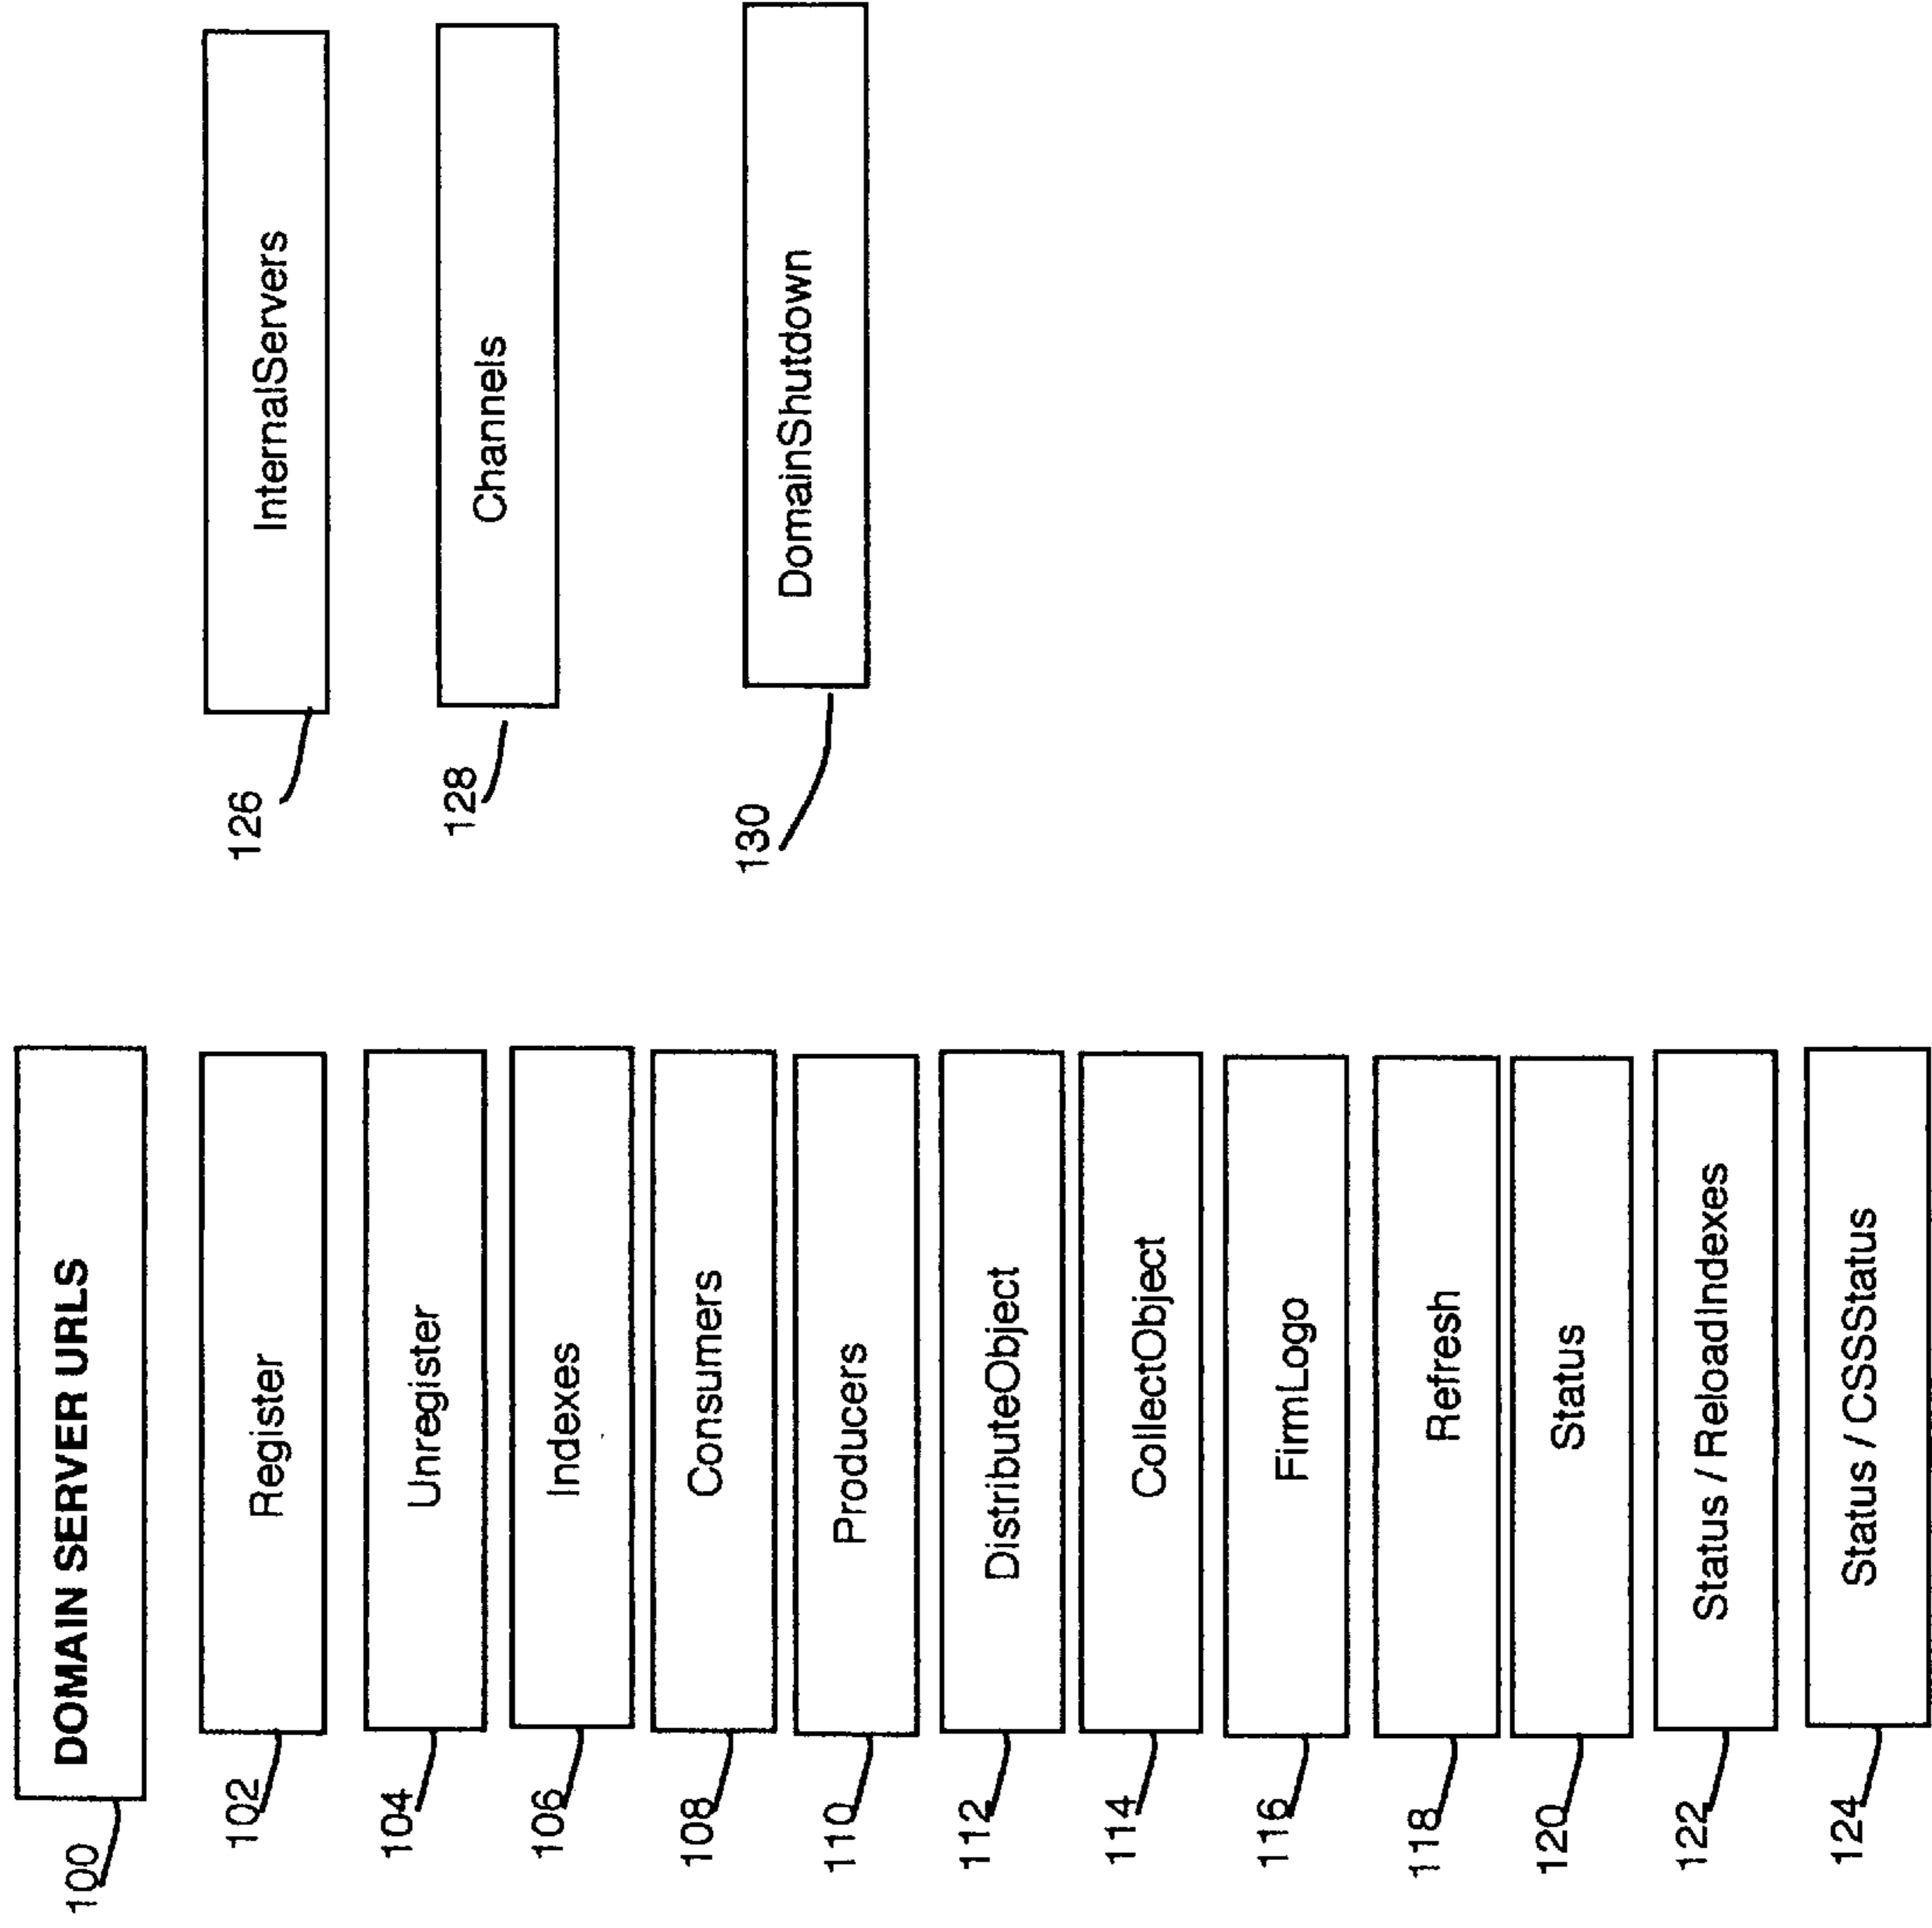 100 DOMAIN SERVER URLS
102 Register
104 Unregister
106 Indexes
108 Consumers
110 Producers
112 DistributeObject
114 CollectObject
116 FirmLogo
118 Refresh
120 Status
122 Status / ReloadIndexes
124 Status / CSSStatus
126 InternalServers
128 Channels
130 DomainShutdown